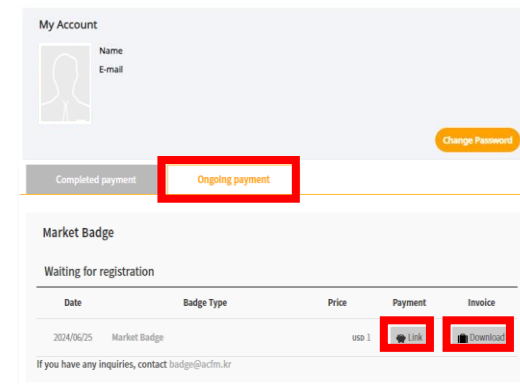 My Account
Name
E-mail
Change Password
Completed payment Ongoing payment
Market Badge
Waiting for registration
Date Badge Type Price Payment Invoice
2024/06/25 Market Badge USD 1 Link Download
If you have any inquiries, contact badge@acfm.kr